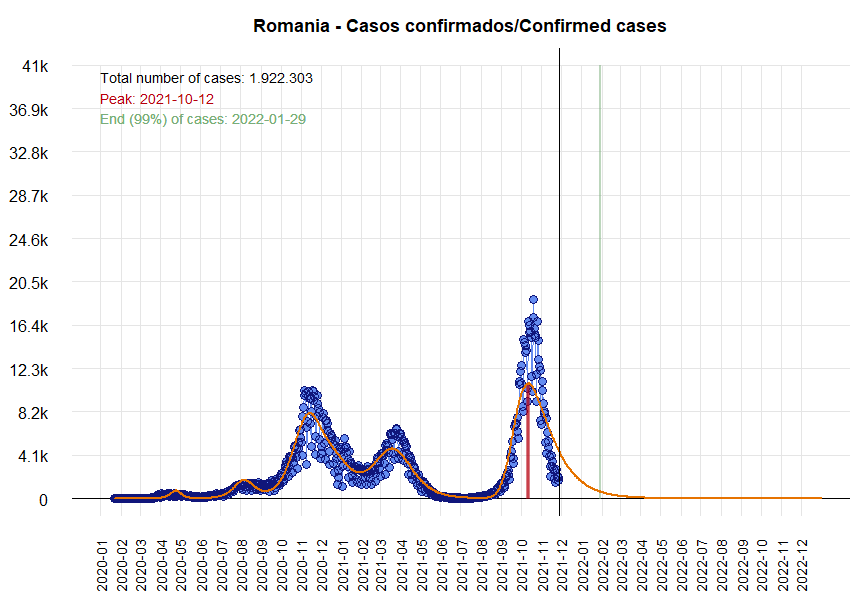 Romania - Casos confirmados/Confirmed cases
Total number of cases: 1.922.303
Peak: 2021-10-12
End (99%) of cases: 2022-01-29
41k
36.9k
32.8k
28.7k
24.6k
20.5k
16.4k
12.3k
8.2k
4.1k
0
2020-01
2020-02
2020-03
2020-04
2020-05
2020-06
2020-07
2020-08
2020-09
2020-10
2020-11
2020-12
2021-01
2021-02
2021-03
2021-04
2021-05
2021-06
2021-07
2021-08
2021-09
2021-10
2021-11
2021-12
2022-01
2022-02
2022-03
2022-04
2022-05
2022-06
2022-07
2022-08
2022-09
2022-10
2022-11
2022-12